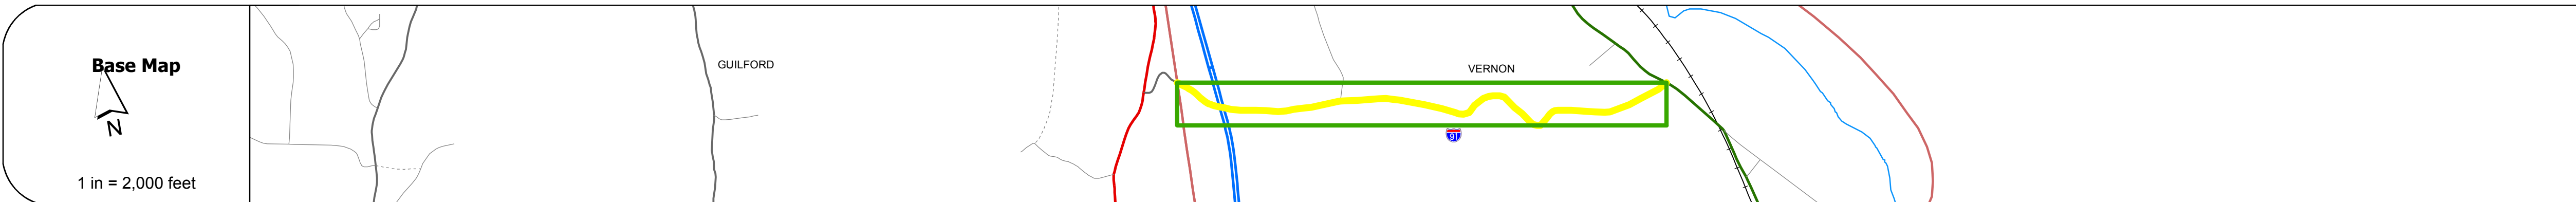 Base Map
N
1 in = 2,000 feet
GUILFORD
VERNON
91